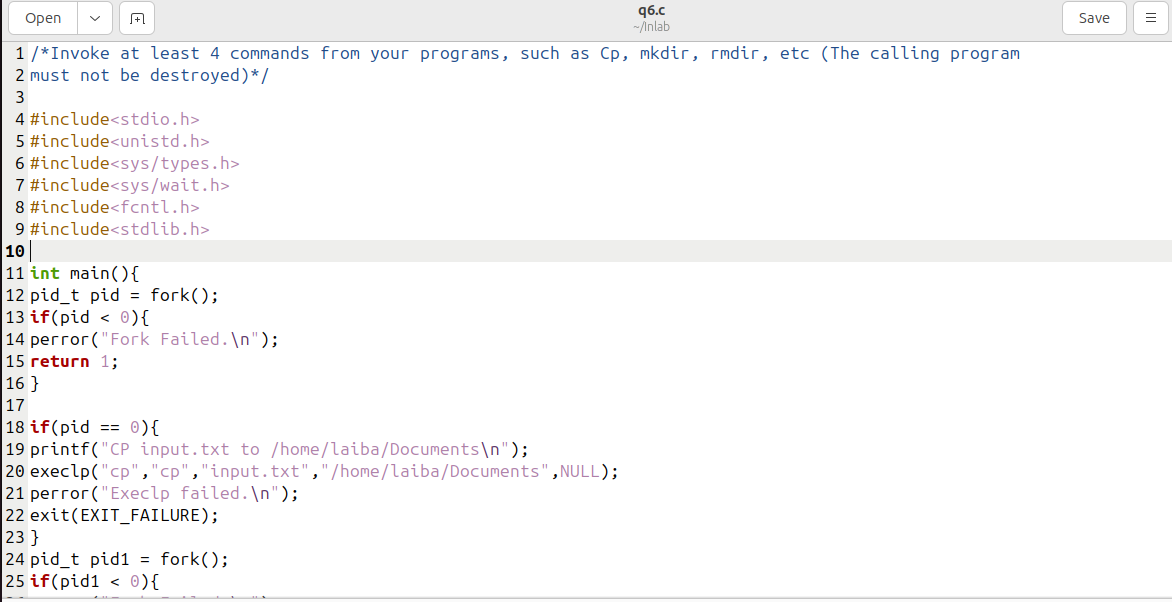 Open
q6.c
~/lnlab
Save
1 /*Invoke at least 4 commands from your programs, such as Cp, mkdir, rmdir, etc (The calling program
2 must not be destroyed)*/
3
4 #include<stdio.h>
5 #include<unistd.h>
6 #include<sys/types.h>
7 #include<sys/wait.h>
8 #include<fcntl.h>
9 #include<stdlib.h>
10
11 int main(){
12 pid_t pid = fork();
13 if(pid < 0){
14 perror("Fork Failed.\n");
15 return 1;
16 }
17
18 if(pid == 0){
19 printf("CP input.txt to /home/laiba/Documents\n");
20 execlp("cp","cp","input.txt","/home/laiba/Documents",NULL);
21 perror("Execlp failed.\n");
22 exit(EXIT_FAILURE);
23 }
24 pid_t pid1 = fork();
25 if(pid1 < 0){